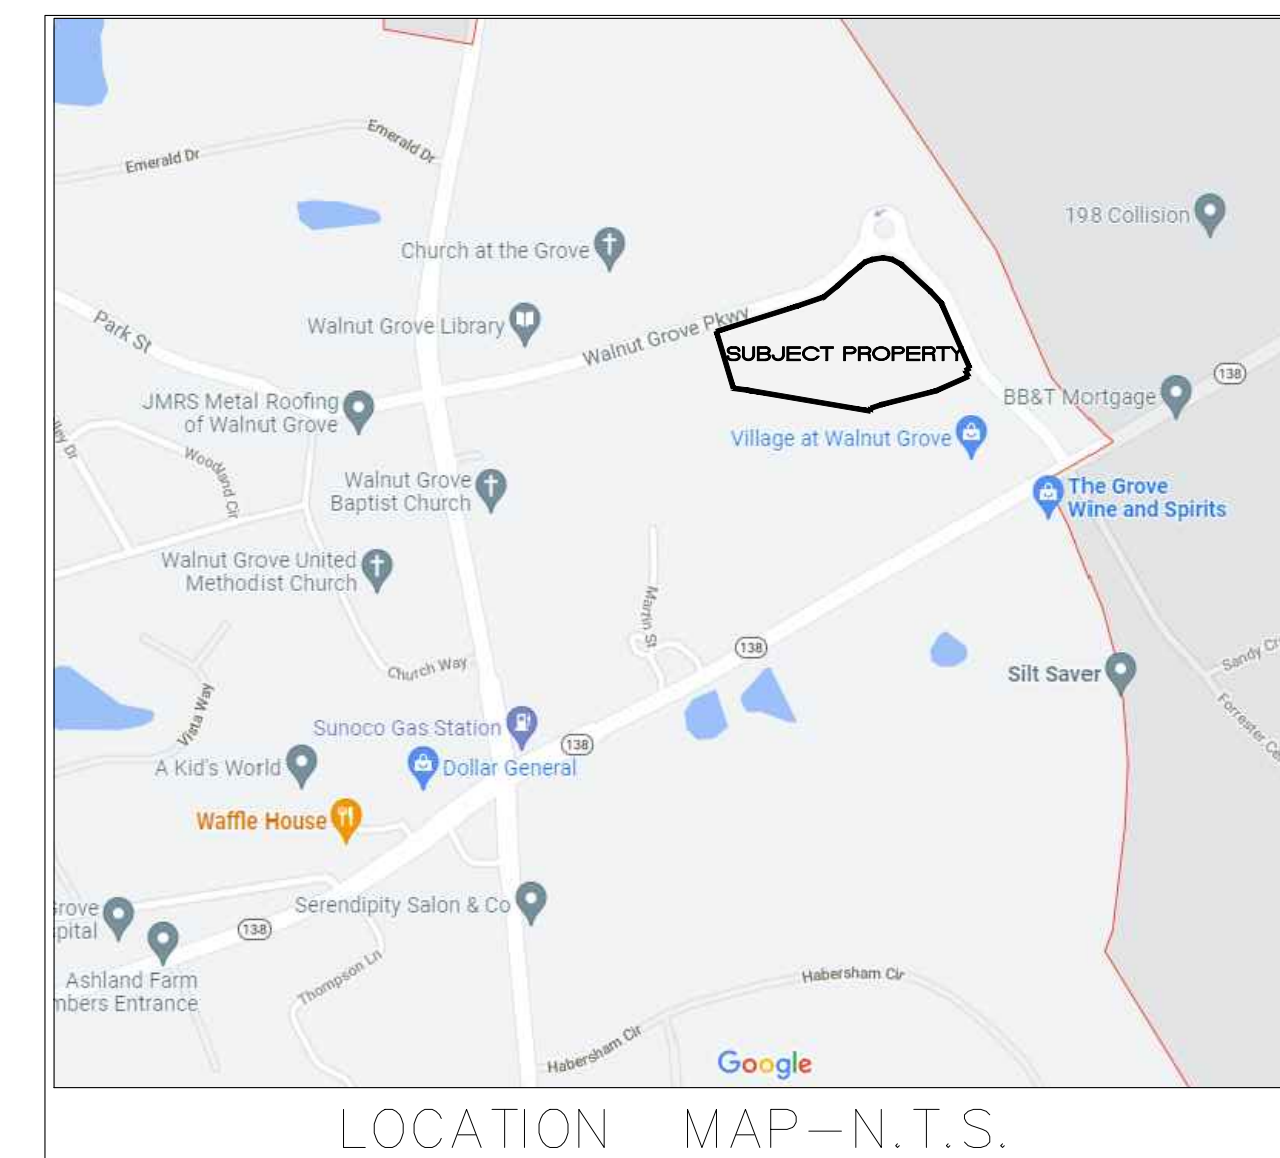 Emerald Dr
Emerald Dr
198 Collision
Church at the Grove
Park St
Walnut Grove Library
Walnut Grove Pkwy
SUBJECT PROPERTY
138
BB&T Mortgage
JMRS Metal Roofing
of Walnut Grove
Village at Walnut Grove
Woodland Cir
Walnut Grove
Baptist Church
The Grove
Wine and Spirits
Walnut Grove United
Methodist Church
Martin St
138
Church Way
Silt Saver
Sandy
Forrester
Vista Way
Sunoco Gas Station
138
A Kid's World
Dollar General
Waffle House
Serendipity Salon & Co
138
Thompson Ln
Ashland Farm
Entrance
Habersham Cir
Habersham Cir
Google
LOCATION MAP-N.T.S.